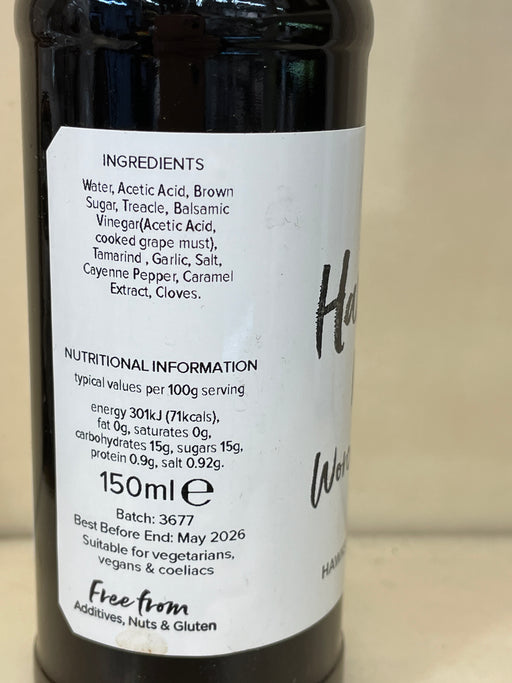 INGREDIENTS
Water, Acetic Acid, Brown
Sugar, Treacle, Balsamic
Vinegar(Acetic Acid,
cooked grape must),
Tamarind , Garlic, Salt,
Cayenne Pepper, Caramel
Extract, Cloves.
NUTRITIONAL INFORMATION
typical values per 100g serving
energy 301kJ (71kcals),
fat 0g, saturates 0g,
carbohydrates 15g, sugars 15g,
protein 0.9g, salt 0.92g.
150ml ℮
Batch: 3677
Best Before End: May 2026
Suitable for vegetarians,
vegans & coeliacs
Free from
Additives, Nuts & Gluten